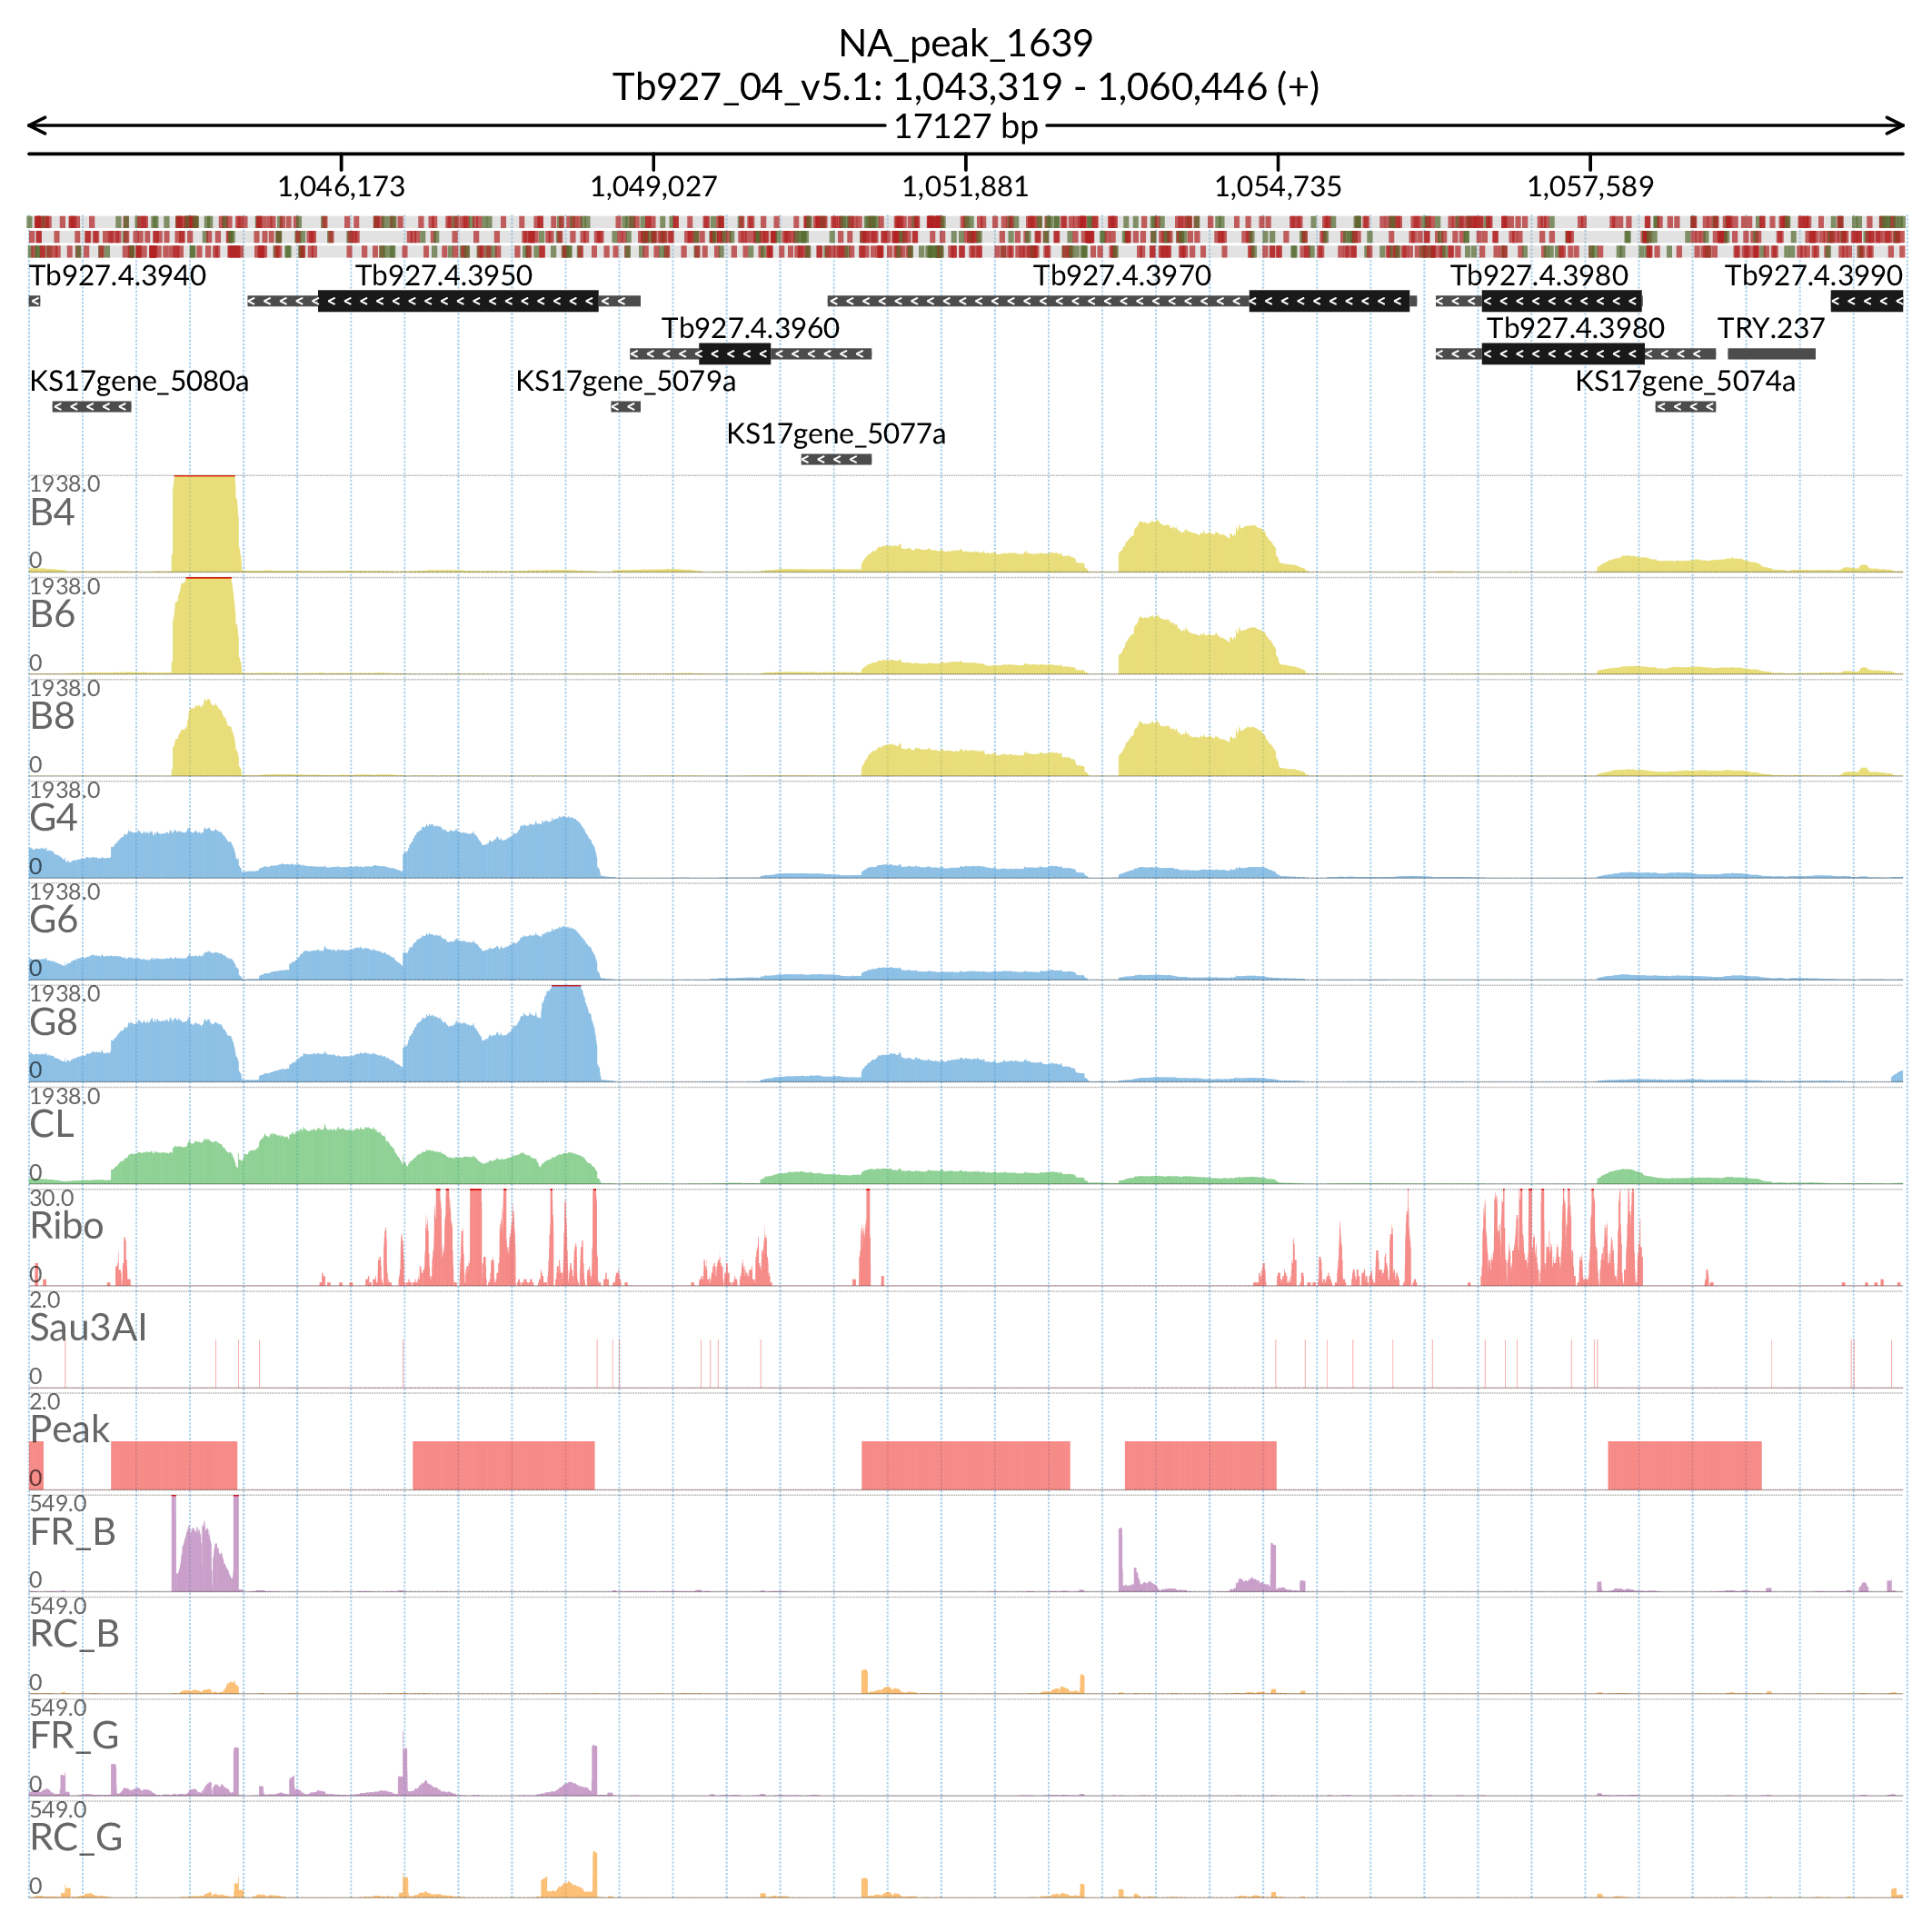 NA_peak_1639
Tb927_04_v5.1: 1,043,319 - 1,060,446 (+)
17127 bp
1,046,173 1,049,027 1,051,881 1,054,735 1,057,589
Tb927.4.3940 Tb927.4.3950 Tb927.4.3970 Tb927.4.3980 Tb927.4.3990
Tb927.4.3960 Tb927.4.3980 TRY.237
KS17gene_5080a KS17gene_5079a KS17gene_5074a
KS17gene_5077a
1938.0
B4
0
1938.0
B6
0
1938.0
B8
0
1938.0
G4
0
1938.0
G6
0
1938.0
G8
0
1938.0
CL
0
30.0
Ribo
0
2.0
Sau3AI
0
2.0
Peak
0
549.0
FR_B
0
549.0
RC_B
0
549.0
FR_G
0
549.0
RC_G
0